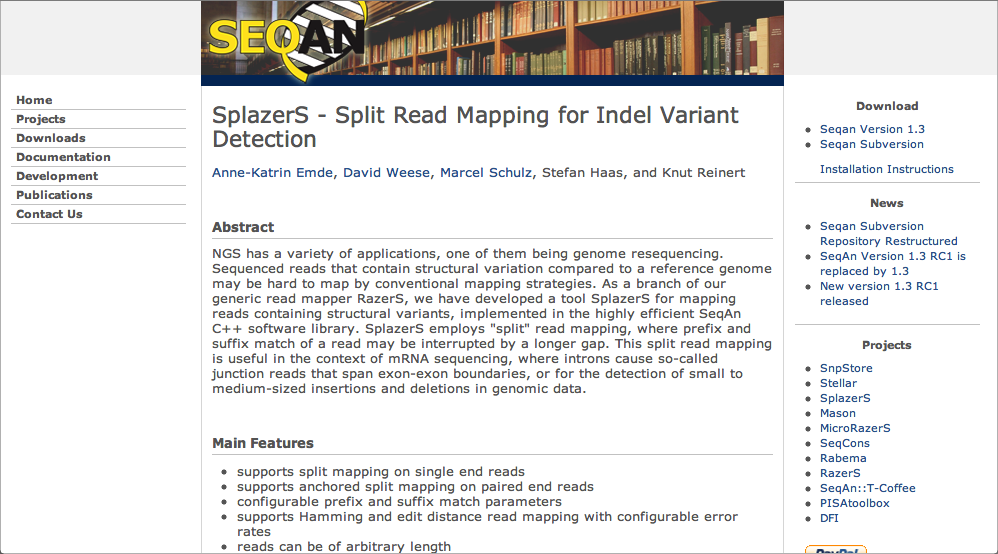 SEQAN
Home
Projects
Downloads
Documentation
Development
Publications
Contact Us
SplazerS - Split Read Mapping for Indel Variant
Detection
Anne-Katrin Emde, David Weese, Marcel Schulz, Stefan Haas, and Knut Reinert
Abstract
NGS has a variety of applications, one of them being genome resequencing.
Sequenced reads that contain structural variation compared to a reference genome
may be hard to map by conventional mapping strategies. As a branch of our
generic read mapper RazerS, we have developed a tool SplazerS for mapping
reads containing structural variants, implemented in the highly efficient SeqAn
C++ software library. SplazerS employs "split" read mapping, where prefix and
suffix match of a read may be interrupted by a longer gap. This split read mapping
is useful in the context of mRNA sequencing, where introns cause so-called
junction reads that span exon-exon boundaries, or for the detection of small to
medium-sized insertions and deletions in genomic data.
Main Features
supports split mapping on single end reads
supports anchored split mapping on paired end reads
configurable prefix and suffix match parameters
supports Hamming and edit distance read mapping with configurable error
rates
reads can be of arbitrary length
Download
Seqan Version 1.3
Seqan Subversion
Installation Instructions
News
Seqan Subversion
Repository Restructured
SeqAn Version 1.3 RC1 is
replaced by 1.3
New version 1.3 RC1
released
Projects
SnpStore
Stellar
SplazerS
Mason
MicroRazerS
SeqCons
Rabema
RazerS
SeqAn::T-Coffee
PISAtoolbox
DFI
PayPal